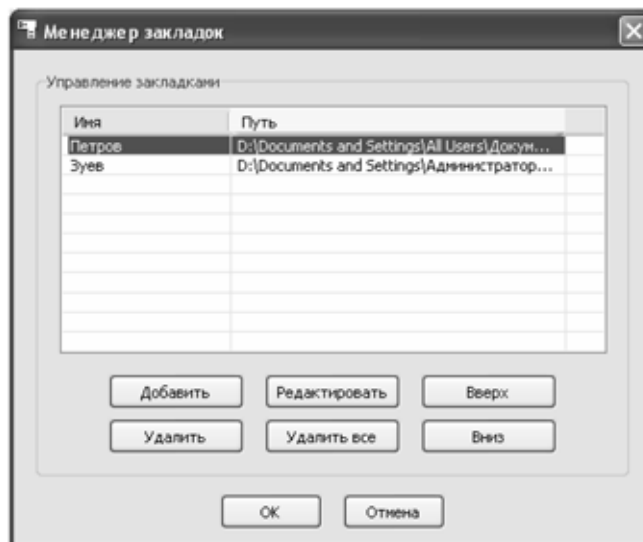 Менеджер закладок
Управление закладками
Имя Путь
Петров D:\Documents and Settings\All Users\Докум...
Зуев D:\Documents and Settings\Администратор...
Добавить Редактировать Вверх
Удалить Удалить все Вниз
OK Отмена